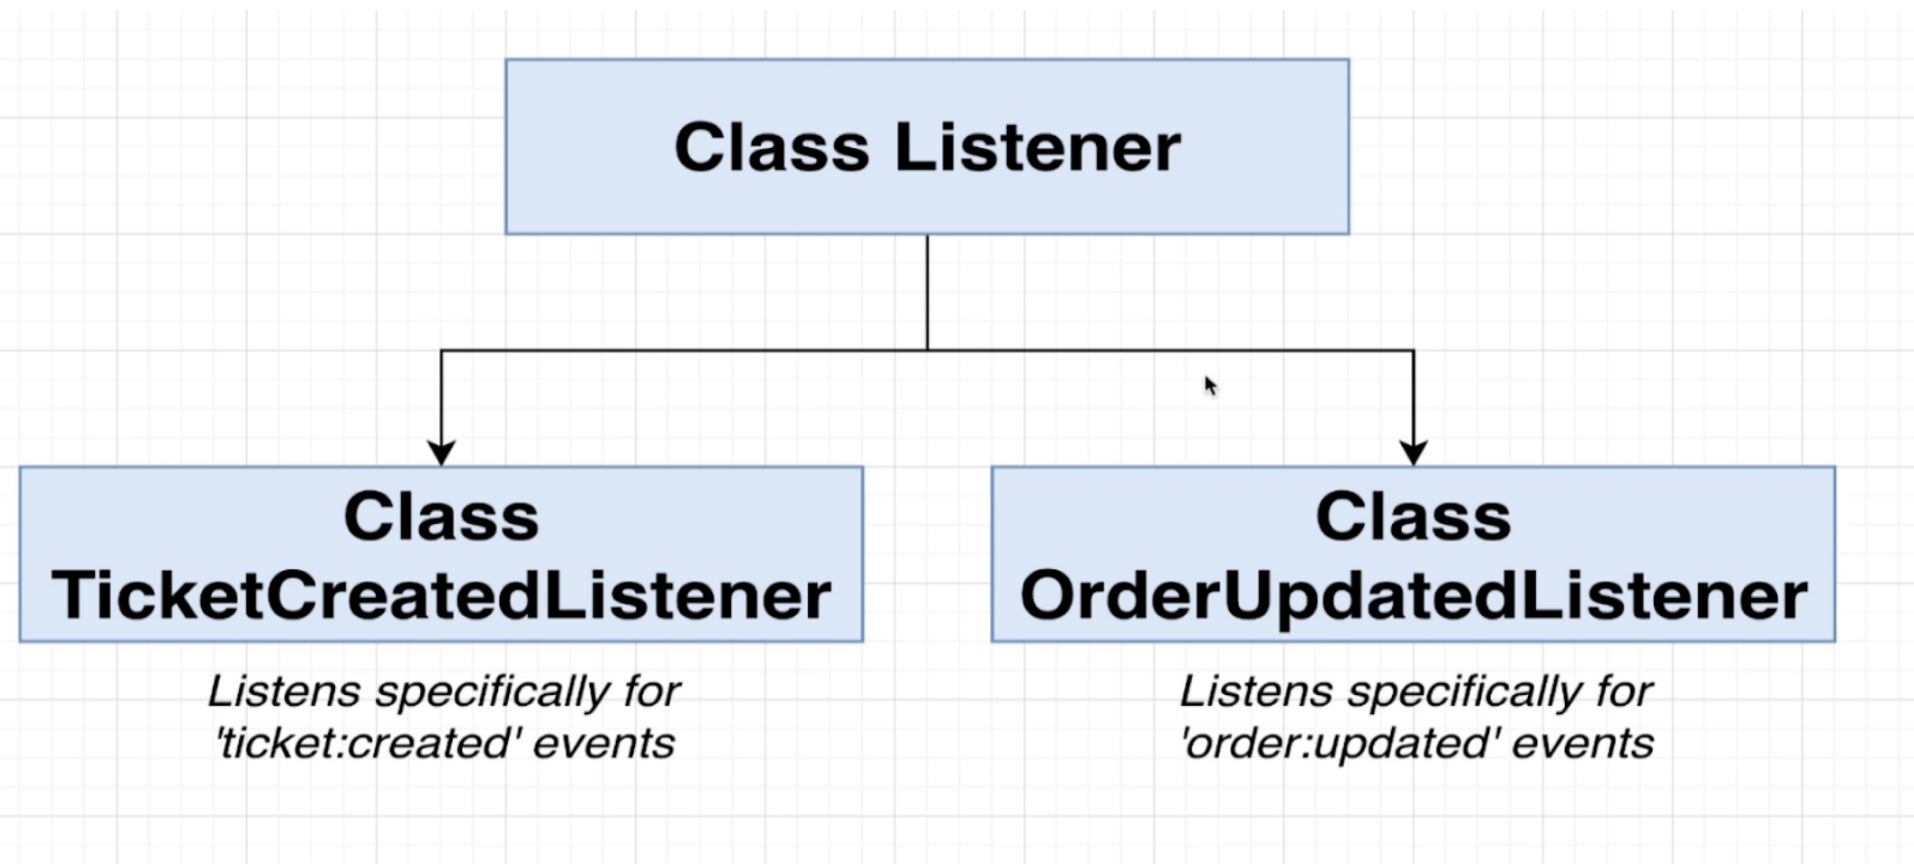 Class Listener
Class
TicketCreatedListener
Listens specifically for
'ticket:created' events
Class
OrderUpdatedListener
Listens specifically for
'order:updated' events